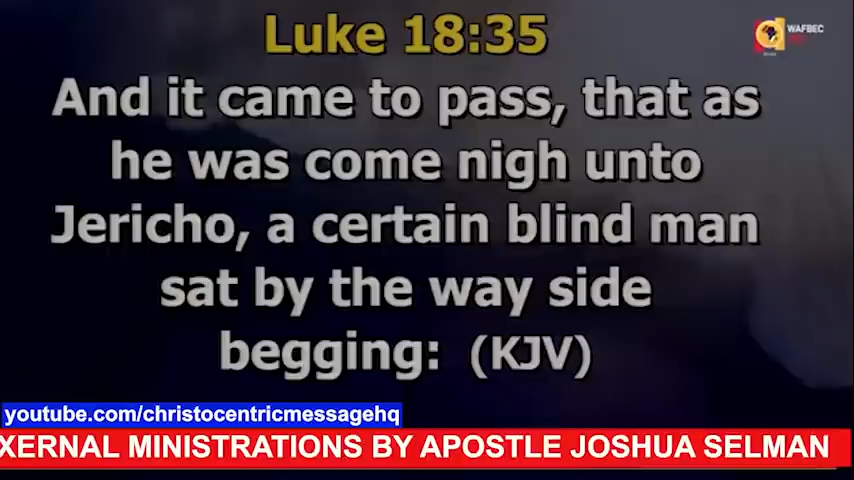 Luke 18:35
WAFBEC
And it came to pass, that as
he was come nigh unto
Jericho, a certain blind man
sat by the way side
begging: (KJV)
youtube.com/christocentricmessagehq
XERNAL MINISTRATIONS BY APOSTLE JOSHUA SELMAN